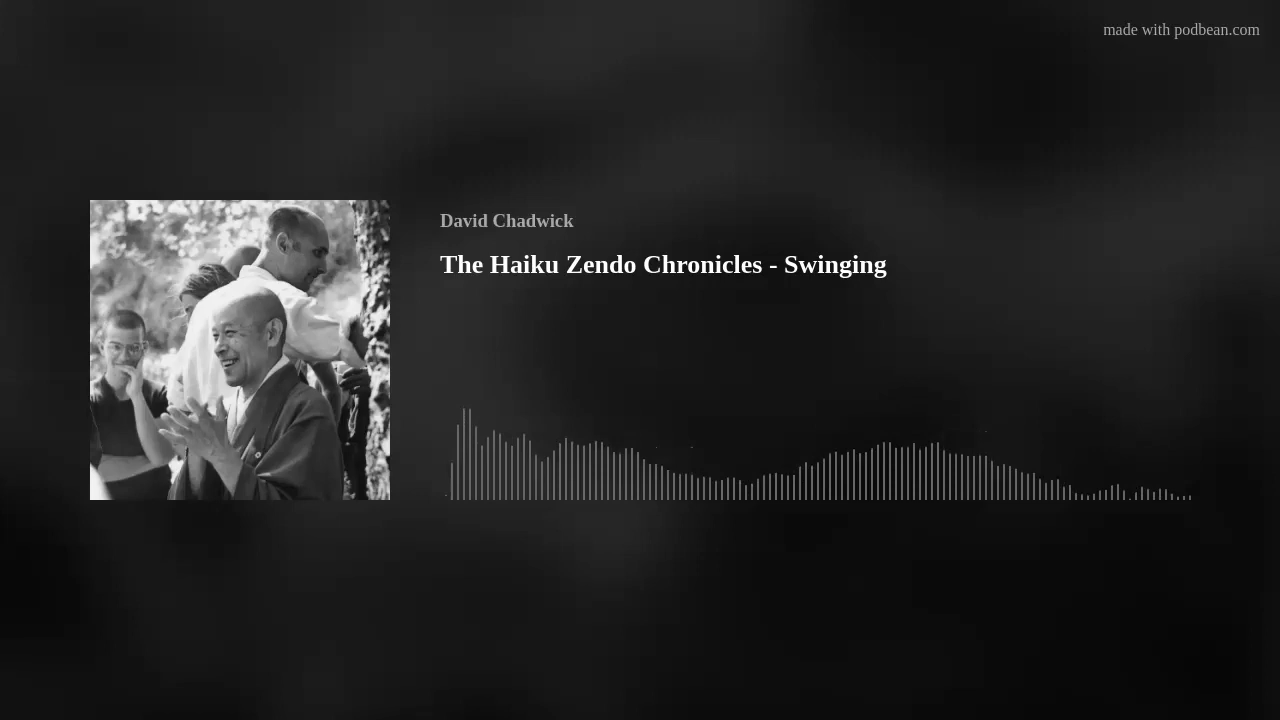 made with podbean.com
David Chadwick
The Haiku Zendo Chronicles - Swinging